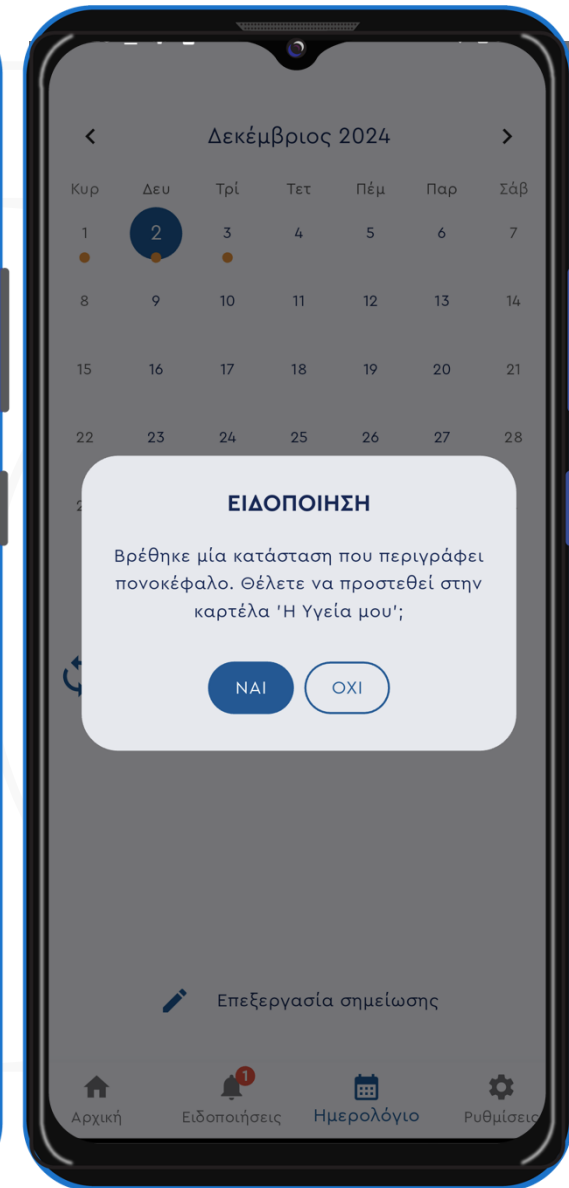 Δεκέμβριος 2024
Κυρ Δευ Τρί Τετ Πέμ Παρ Σάβ
1 2 3 4 5 6 7
8 9 10 11 12 13 14
15 16 17 18 19 20 21
22 23 24 25 26 27 28
ΕΙΔΟΠΟΙΗΣΗ
Βρέθηκε μία κατάσταση που περιγράφει
πονοκέφαλο. Θέλετε να προστεθεί στην
καρτέλα 'Η Υγεία μου';
ΝΑΙ ΟΧΙ
Επεξεργασία σημείωσης
1
Αρχική Ειδοποιήσεις Ημερολόγιο Ρυθμίσεις